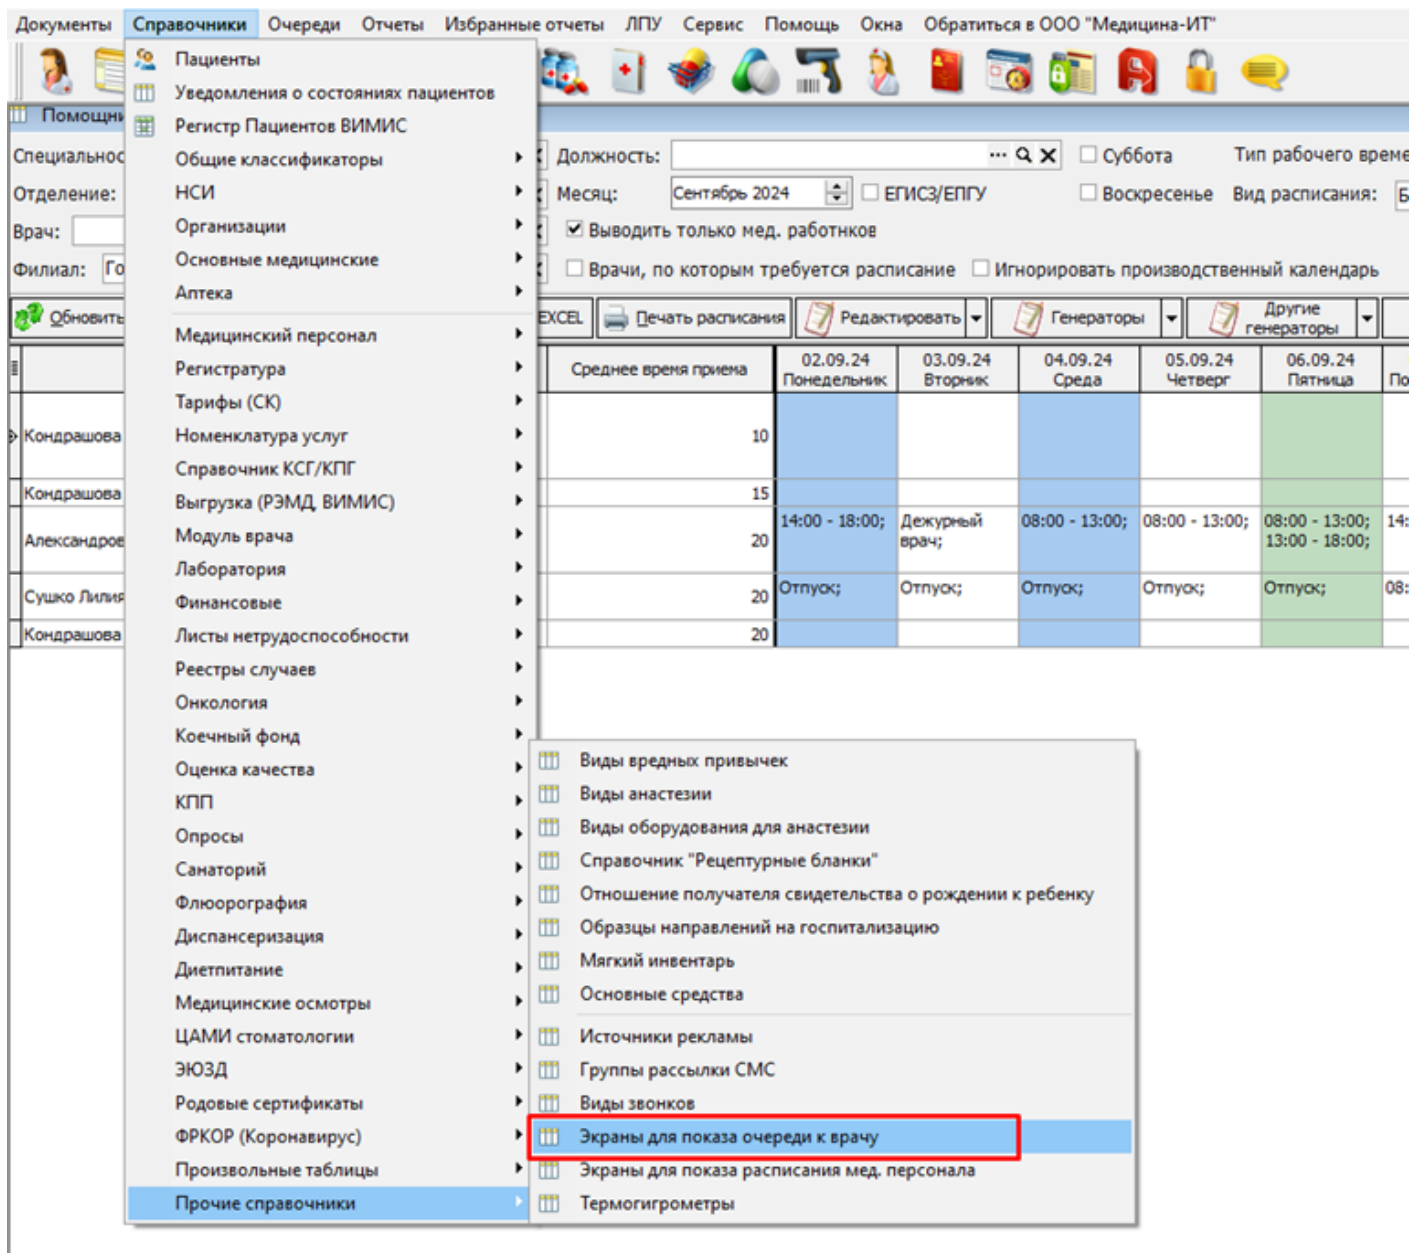 Документы Справочники Очереди Отчеты Избранные отчеты ЛПУ Сервис Помощь Окна Обратиться в ООО "Медицина-ИТ"
Пациенты
Уведомления о состояниях пациентов
Регистр Пациентов ВИМИС
Общие классификаторы
НСИ
Организации
Основные медицинские
Аптека
Медицинский персонал
Регистратура
Тарифы (СК)
Номенклатура услуг
Справочник КСГ/КПГ
Выгрузка (РЭМД, ВИМИС)
Модуль врача
Лаборатория
Финансовые
Листы нетрудоспособности
Реестры случаев
Онкология
Коечный фонд
Оценка качества
КПП
Опросы
Санаторий
Флюорография
Диспансеризация
Диетпитание
Медицинские осмотры
ЦАМИ стоматологии
ЭЮЗД
Родовые сертификаты
ФРКОР (Коронавирус)
Произвольные таблицы
Прочие справочники
Виды вредных привычек
Виды анастезии
Виды оборудования для анастезии
Справочник "Рецептурные бланки"
Отношение получателя свидетельства о рождении к ребенку
Образцы направлений на госпитализацию
Мягкий инвентарь
Основные средства
Источники рекламы
Группы рассылки СМС
Виды звонков
Экраны для показа очереди к врачу
Экраны для показа расписания мед. персонала
Термогигрометры
Помощни
Специальнос Должность: ... Суббота Тип рабочего време
Отделение: Месяц: Сентябрь 2024 ЕГИСЗ/ЕПГУ Воскресенье Вид расписания: Б
Врач: Выводить только мед. работнков
Филиал: Го Врачи, по которым требуется расписание Игнорировать производственный календарь
Обновить EXCEL Печать расписания Редактировать Генераторы Другие генераторы
Среднее время приема 02.09.24 Понедельник 03.09.24 Вторник 04.09.24 Среда 05.09.24 Четверг 06.09.24 Пятница По
Кондрашова 10
Кондрашова 15
Александров 20 14:00 - 18:00; Дежурный врач; 08:00 - 13:00; 08:00 - 13:00; 08:00 - 13:00; 13:00 - 18:00; 14:
Сушко Лилия 20 Отпуск; Отпуск; Отпуск; Отпуск; Отпуск; 08:
Кондрашова 20